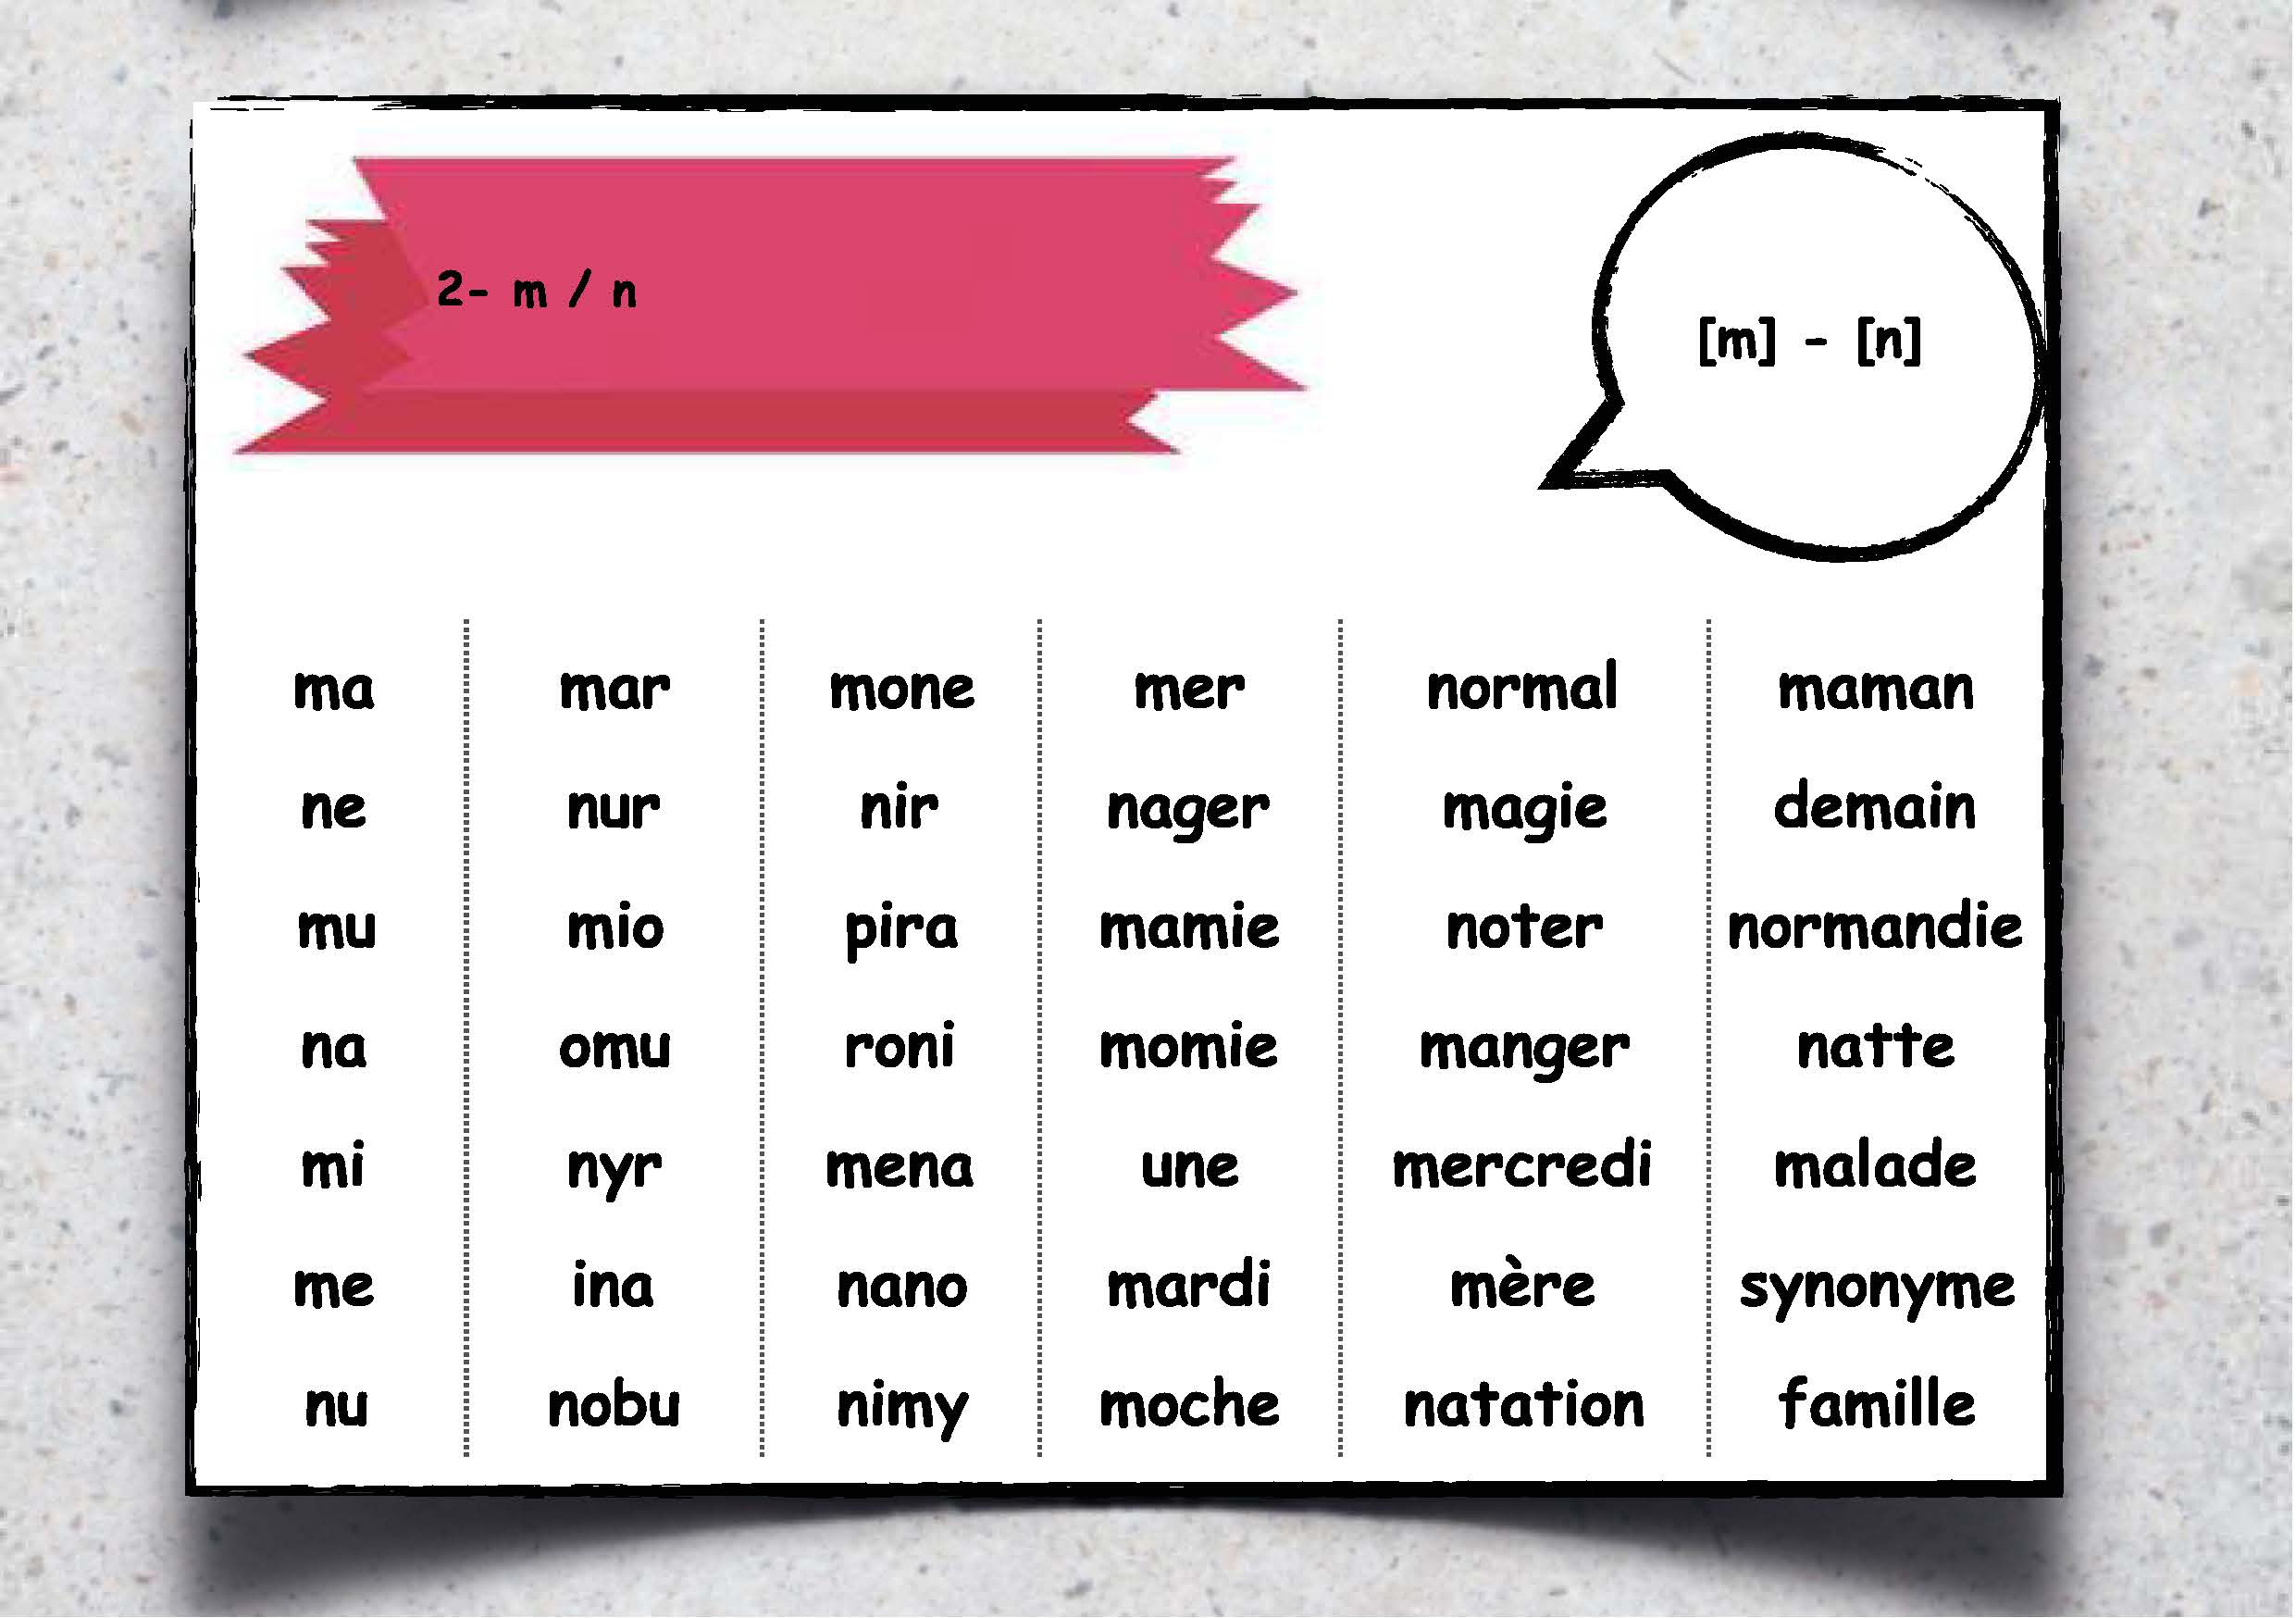 2- m / n
[m] - [n]
ma mar mone mer normal maman
ne nur nir nager magie demain
mu mio pira mamie noter normandie
na omu roni momie manger natte
mi nyr mena une mercredi malade
me ina nano mardi mère synonyme
nu nobu nimy moche natation famille